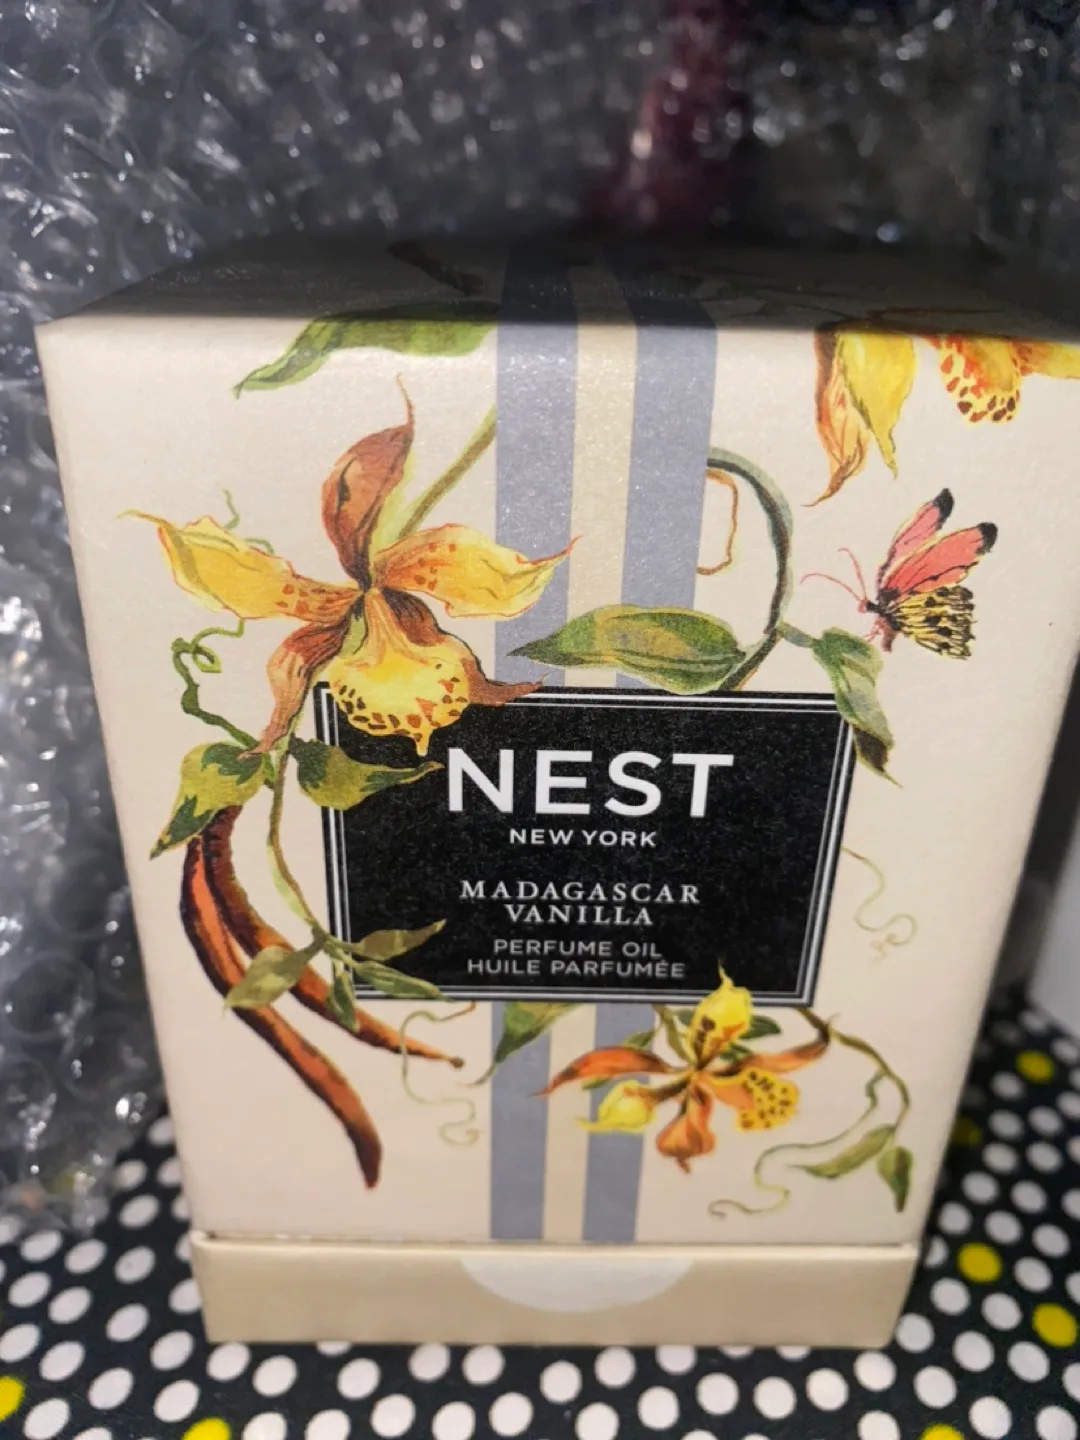 NEST
NEW YORK
MADAGASCAR
VANILLA
PERFUME OIL
HUILE PARFUMÉE